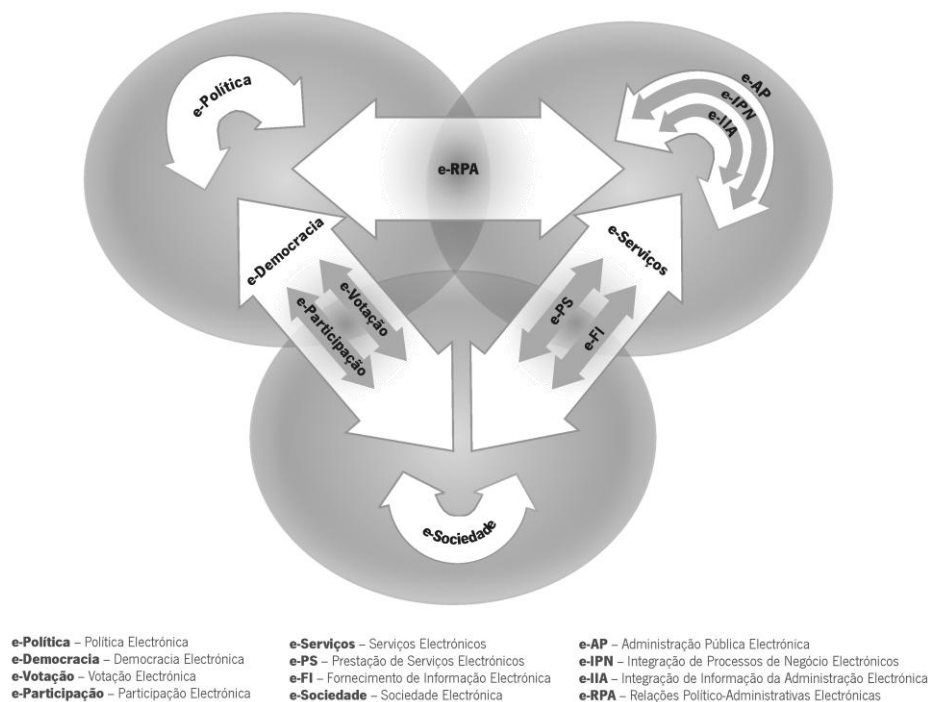 e-Política
e-AP
e-IPN
e-IIA
e-RPA
e-Democracia
e-Serviços
e-Votação
e-Participação
e-PS
e-FI
e-Sociedade
e-Política – Política Electrónica
e-Democracia – Democracia Electrónica
e-Votação – Votação Electrónica
e-Participação – Participação Electrónica
e-Serviços – Serviços Electrónicos
e-PS – Prestação de Serviços Electrónicos
e-FI – Fornecimento de Informação Electrónica
e-Sociedade – Sociedade Electrónica
e-AP – Administração Pública Electrónica
e-IPN – Integração de Processos de Negócio Electrónicos
e-IIA – Integração de Informação da Administração Electrónica
e-RPA – Relações Político-Administrativas Electrónicas